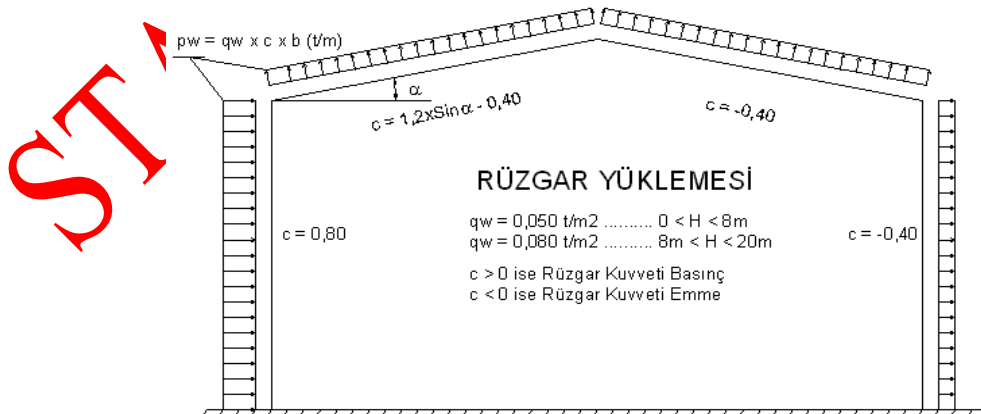 STA
pw = qw x c x b (t/m)
α
c = 1,2xSinα - 0,40
c = -0,40
RÜZGAR YÜKLEMESİ
qw = 0,050 t/m2 .......... 0 < H < 8m
qw = 0,080 t/m2 .......... 8m < H < 20m
c = 0,80
c = -0,40
c > 0 ise Rüzgar Kuvveti Basınç
c < 0 ise Rüzgar Kuvveti Emme